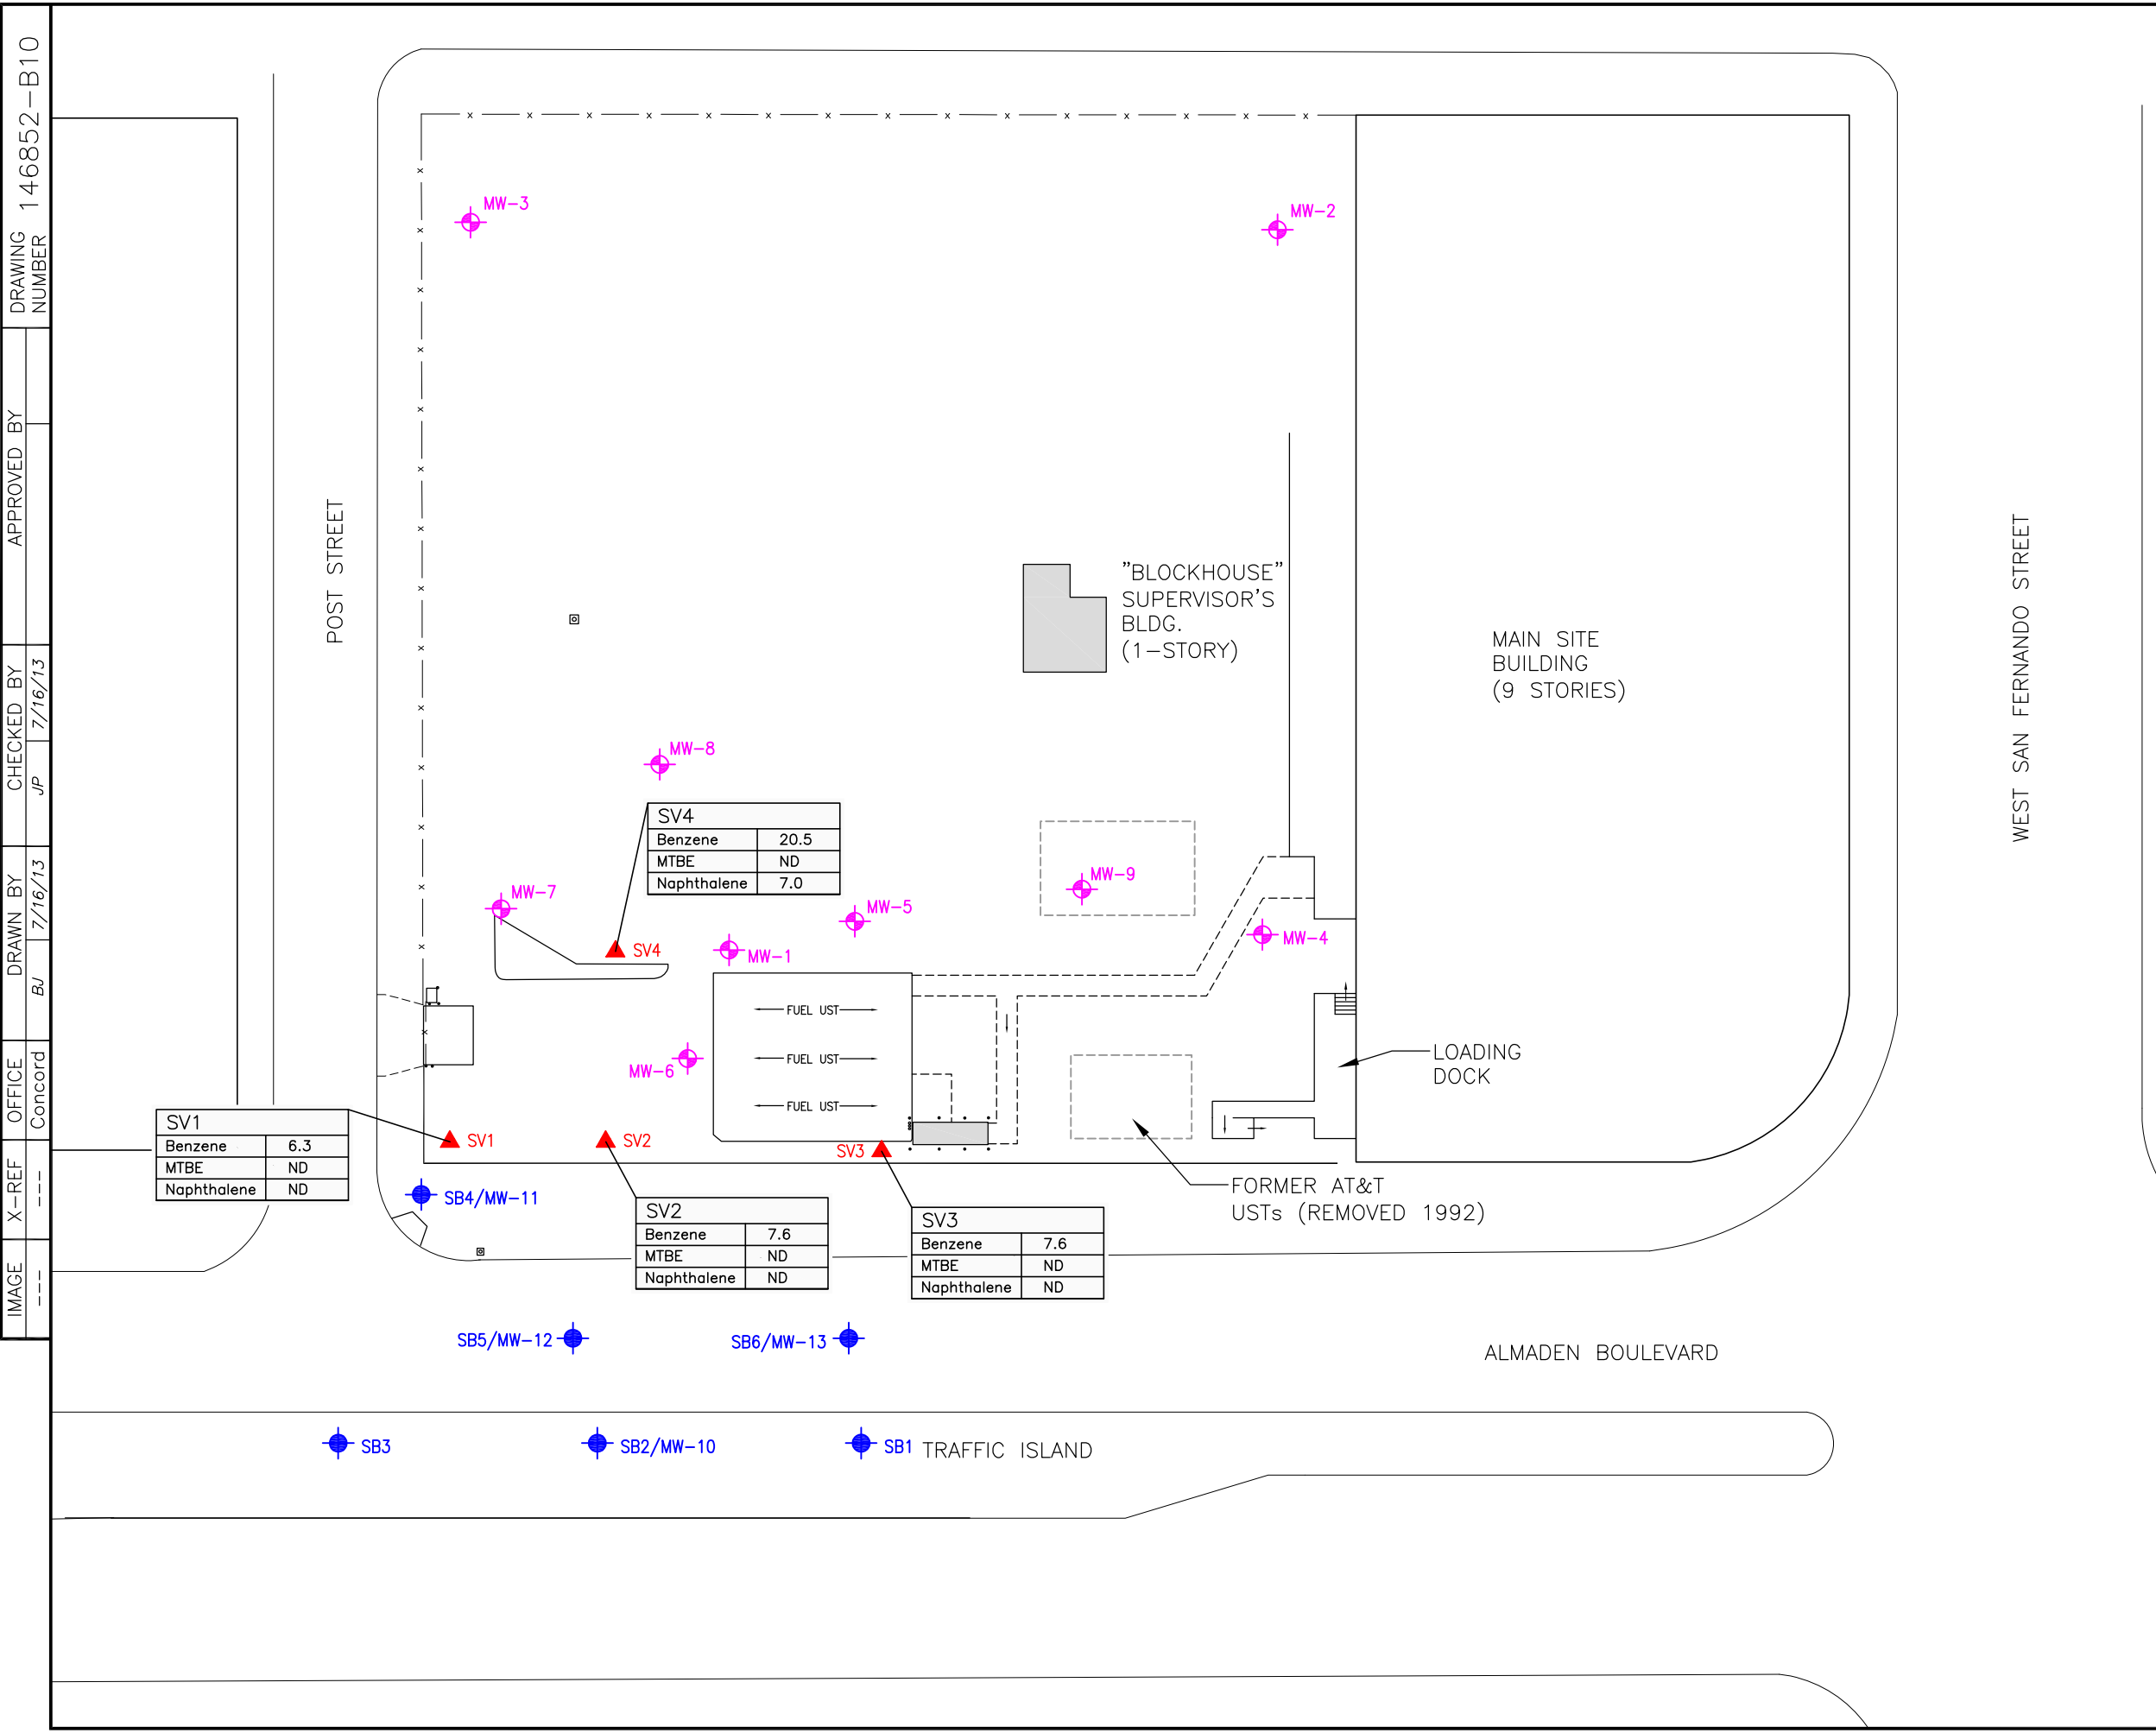 DRAWING NUMBER 146852-B10
APPROVED BY
CHECKED BY
JP 7/16/13
DRAWN BY
BJ 7/16/13
OFFICE
Concord
X-REF
----
IMAGE
----
POST STREET
WEST SAN FERNANDO STREET
MW-3
MW-2
"BLOCKHOUSE"
SUPERVISOR'S
BLDG.
(1-STORY)
MAIN SITE
BUILDING
(9 STORIES)
MW-8
SV4
Benzene 20.5
MTBE ND
Naphthalene 7.0
MW-9
MW-7
MW-5
SV4
MW-1
MW-4
FUEL UST
FUEL UST
FUEL UST
MW-6
LOADING
DOCK
SV1
Benzene 6.3
MTBE ND
Naphthalene ND
SV1
SV2
SV3
SB4/MW-11
FORMER AT&T
USTs (REMOVED 1992)
SV2
Benzene 7.6
MTBE ND
Naphthalene ND
SV3
Benzene 7.6
MTBE ND
Naphthalene ND
SB5/MW-12
SB6/MW-13
ALMADEN BOULEVARD
SB3
SB2/MW-10
SB1
TRAFFIC ISLAND